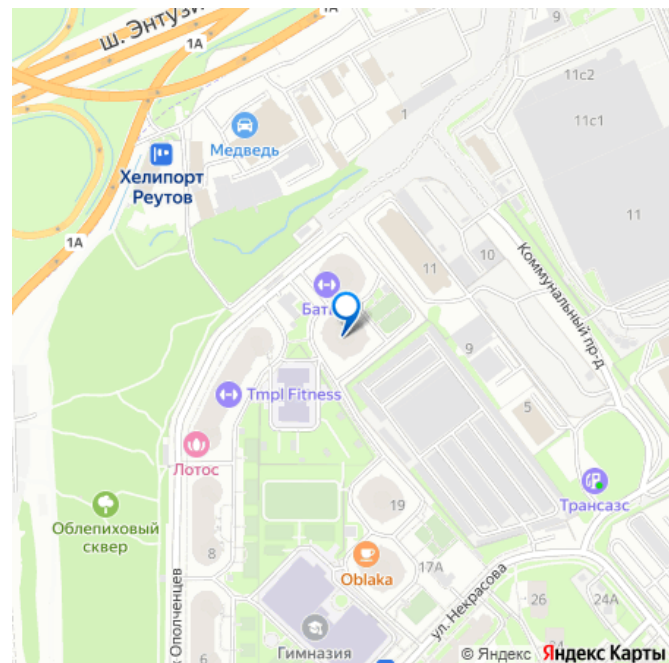 ш. Энтузи
1А
9
11с2
11с1
1
Медведь
Хелипорт
Реутов
11
1А
Коммунальный пр-д
10
11
Бат
9
Tmpl Fitness
5
Лотос
Трансазс
19
Облепиховый
сквер
8
Oblaka
17А
ул. Некрасова
х Ополченцев
26
24А
Гимназия
6
© Яндекс Яндекс Карты